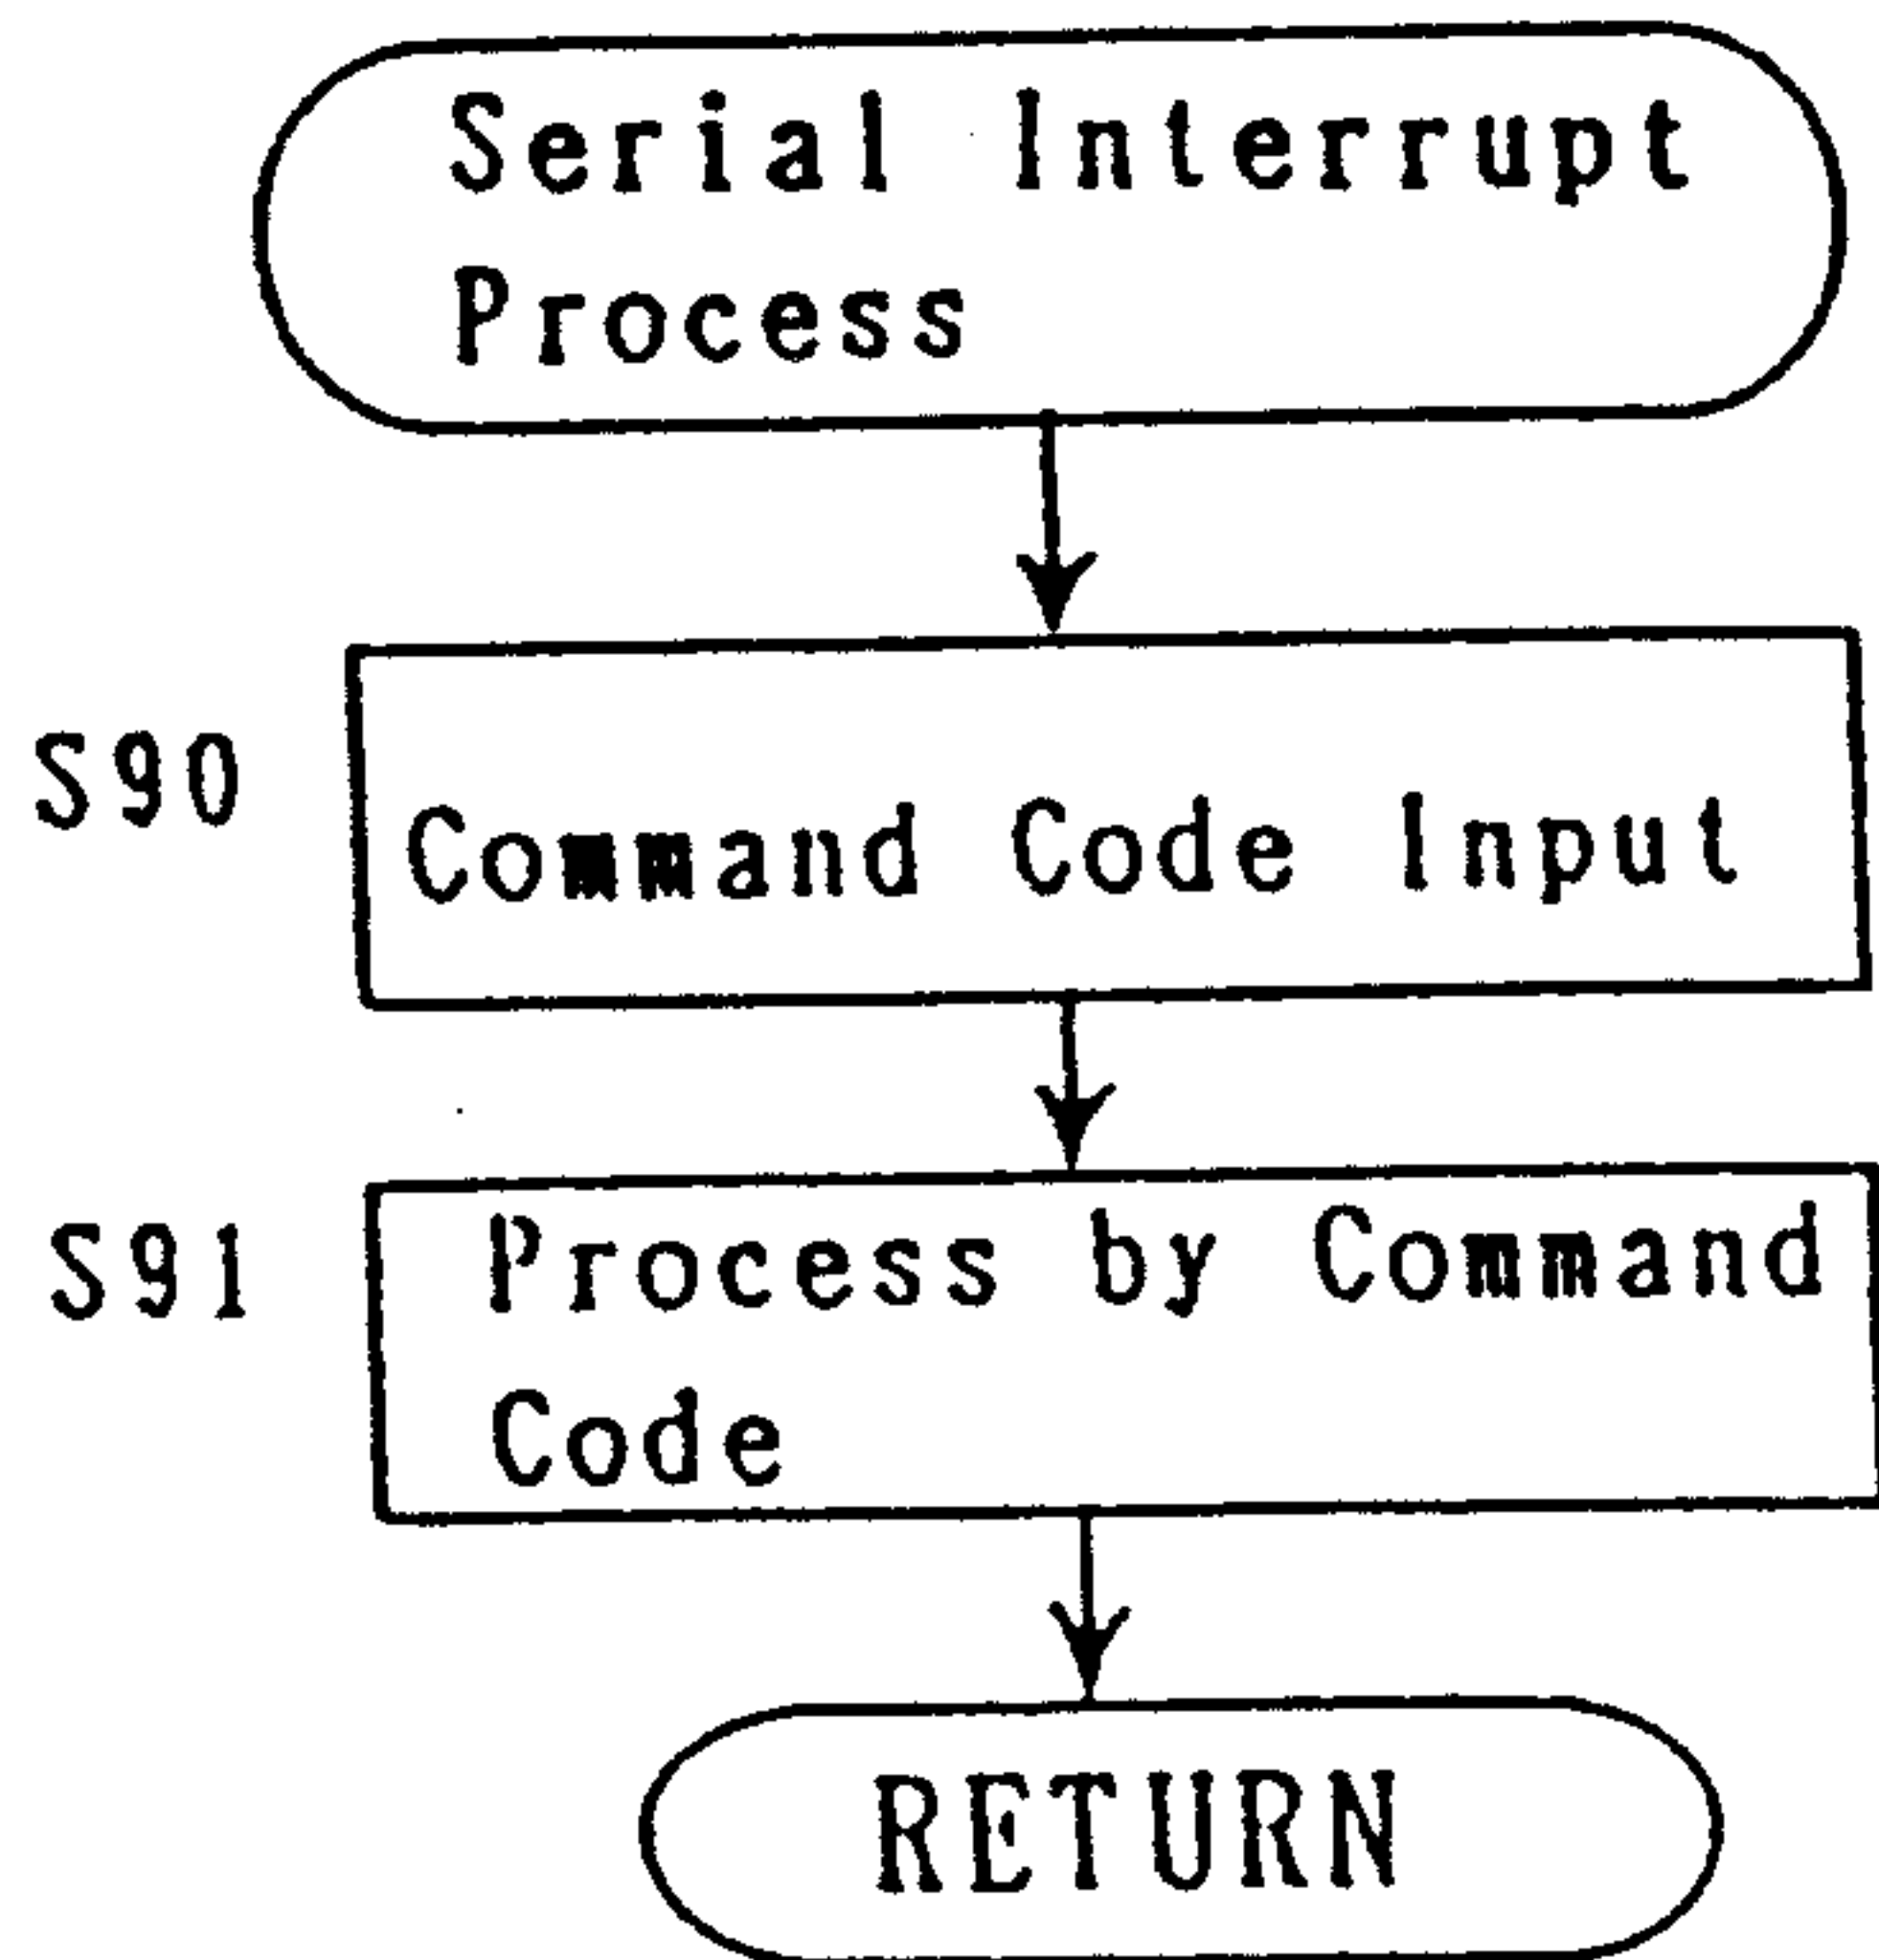 Serial Interrupt
Process
S90
Command Code Input
S91
Process by Command
Code
RETURN